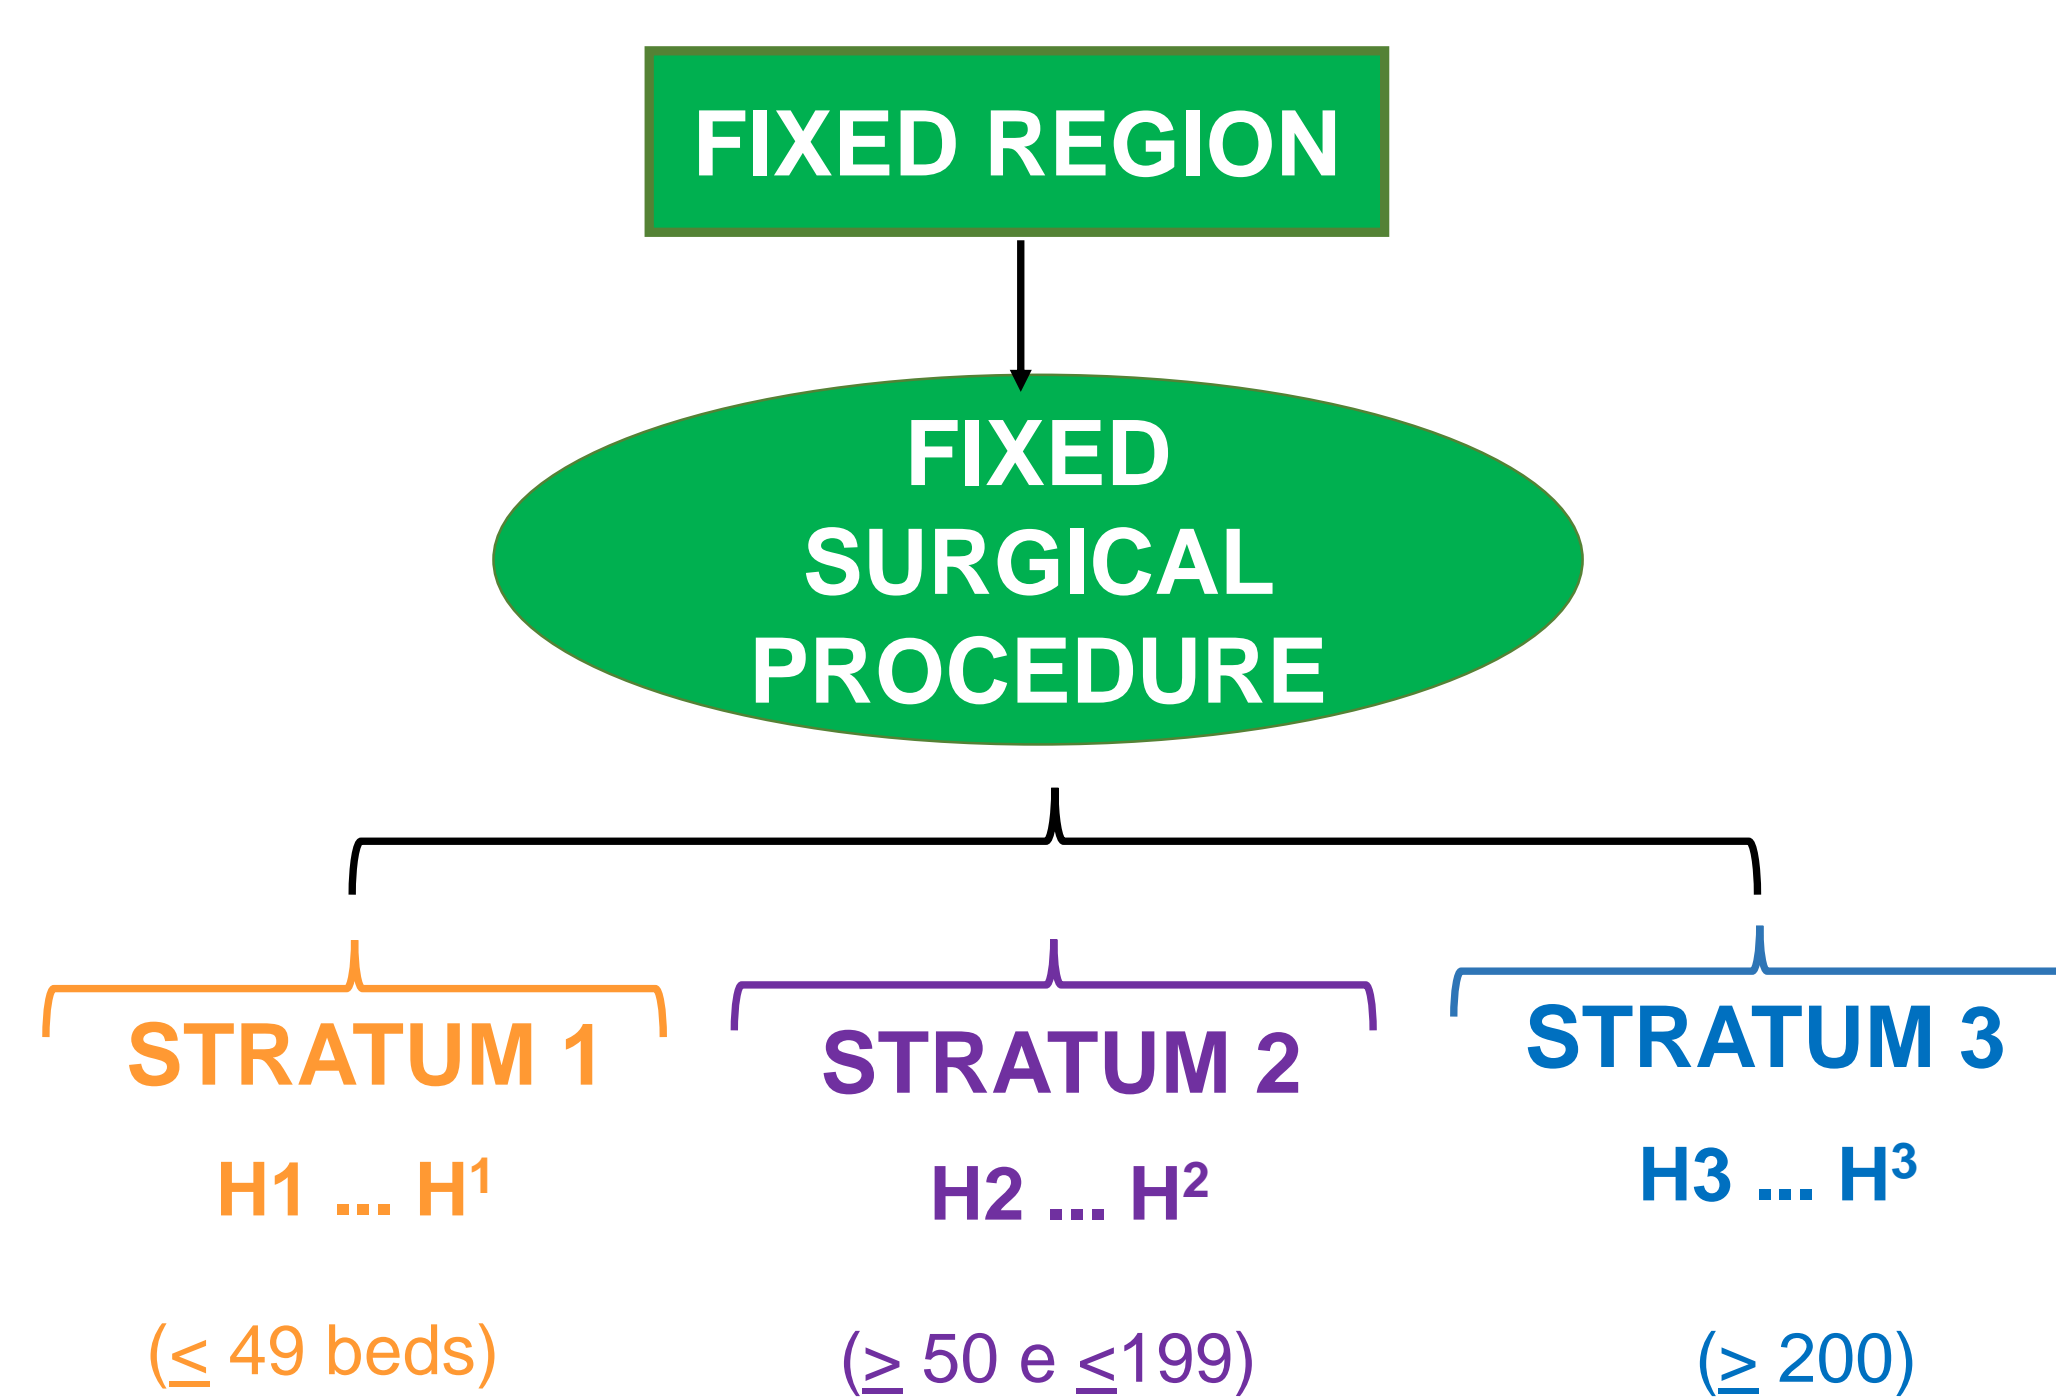 FIXED REGION
FIXED
SURGICAL
PROCEDURE
STRATUM 1
H1 ... H¹
(≤ 49 beds)
STRATUM 2
H2 ... H²
(≥ 50 e ≤199)
STRATUM 3
H3 ... H³
(≥ 200)